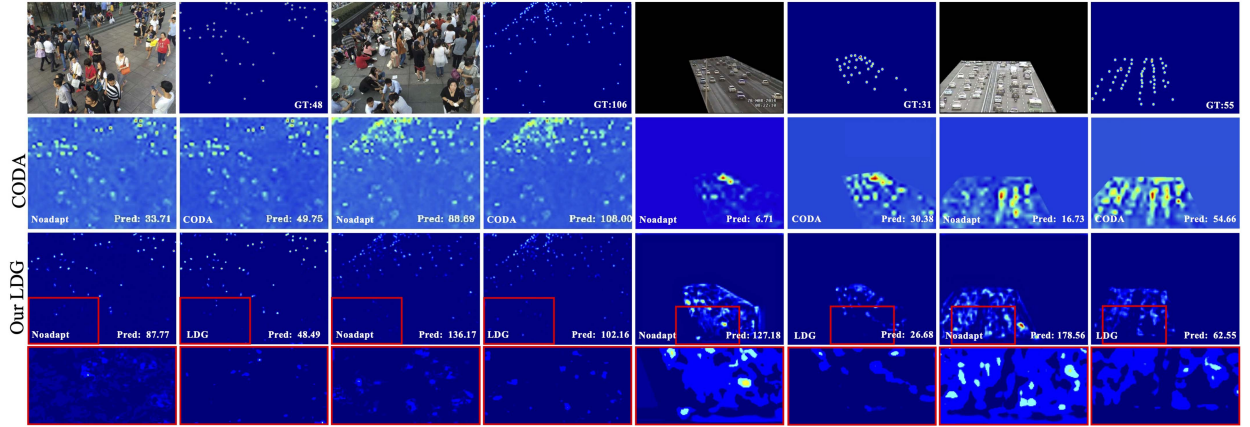 GT:48
GT:106
GT:31
GT:55
CODA
Noadapt Pred: 33.71
CODA Pred: 49.75
Noadapt Pred: 88.69
CODA Pred: 108.00
Noadapt Pred: 6.71
CODA Pred: 30.38
Noadapt Pred: 16.73
CODA Pred: 54.66
Our LDG
Noadapt Pred: 87.77
LDG Pred: 48.49
Noadapt Pred: 136.17
LDG Pred: 102.16
Noadapt Pred: 127.18
LDG Pred: 26.68
Noadapt Pred: 178.56
LDG Pred: 62.55